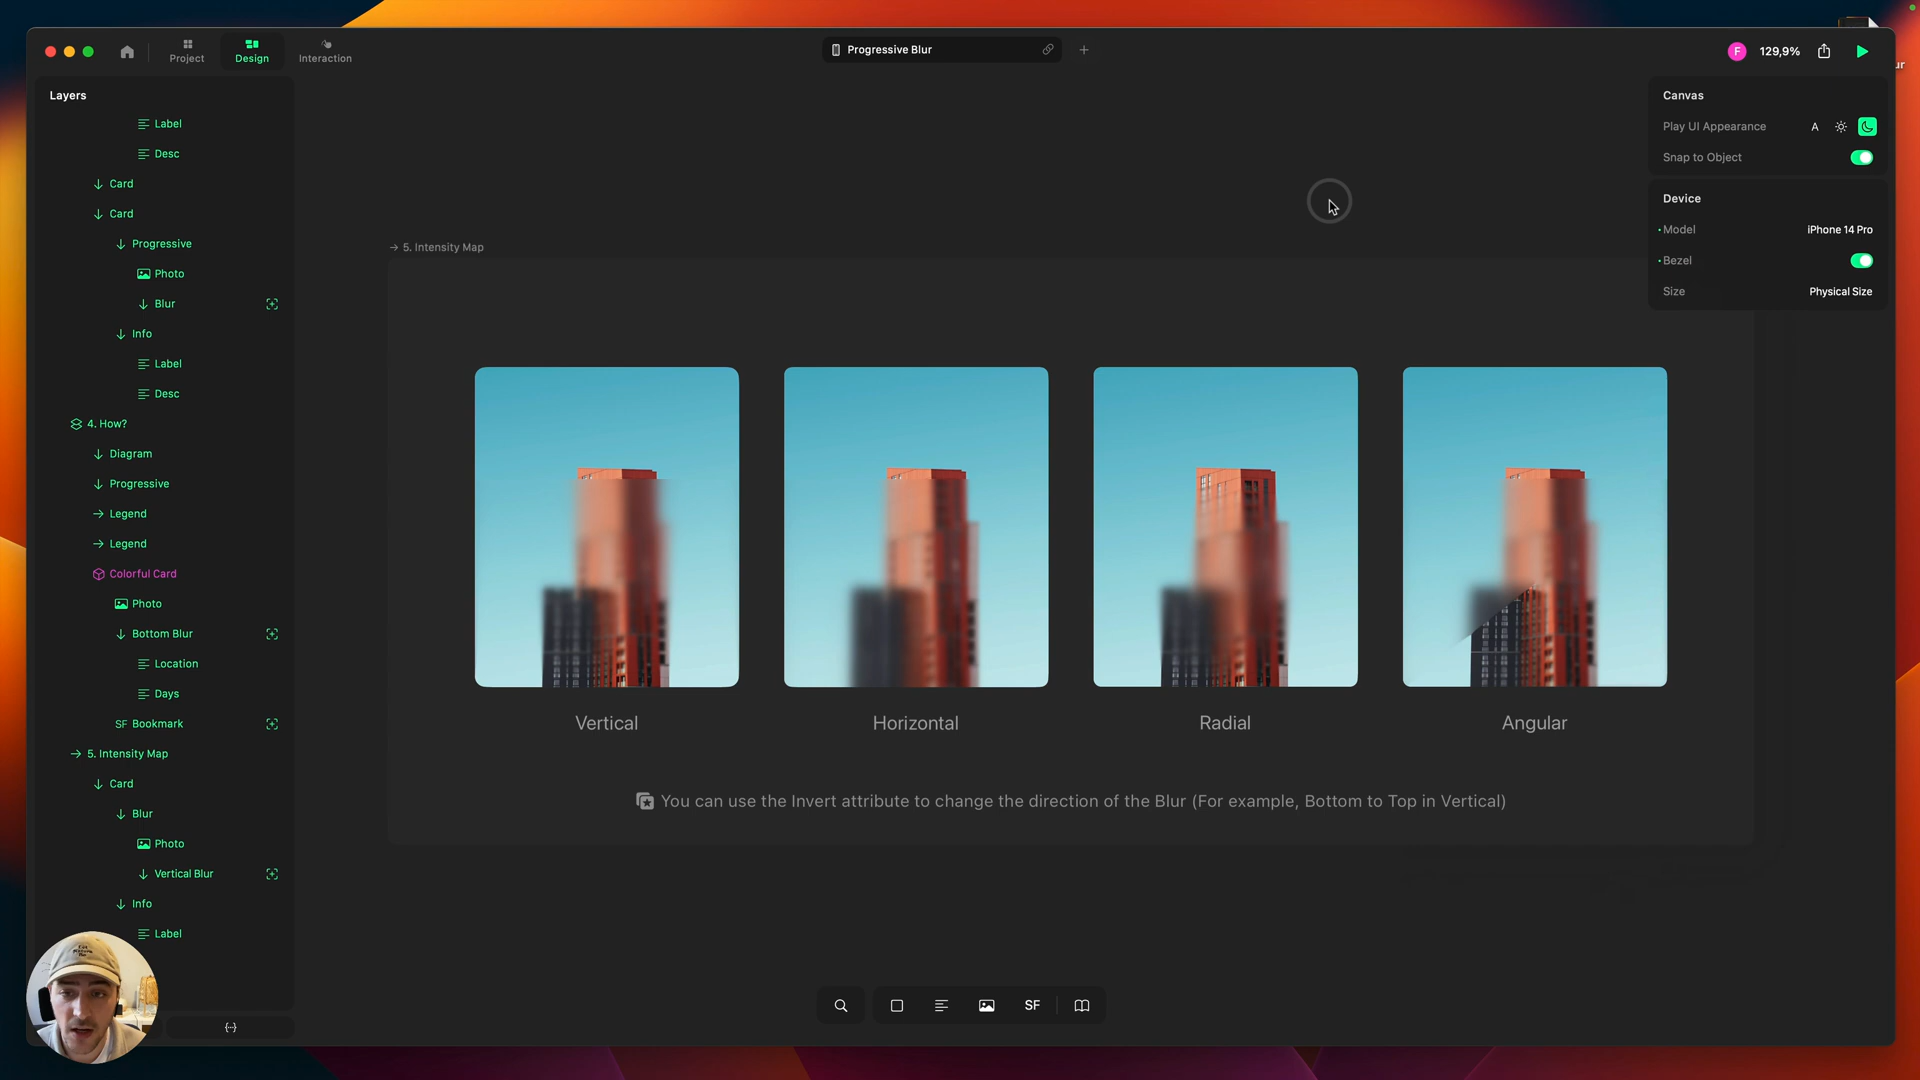 Project
Design
Interaction
Progressive Blur
F
129,9%
Layers
Label
Desc
Card
Card
Progressive
Photo
Blur
Info
Label
Desc
4. How?
Diagram
Progressive
Legend
Legend
Colorful Card
Photo
Bottom Blur
Location
Days
SF Bookmark
5. Intensity Map
Card
Blur
Photo
Vertical Blur
Info
Label
5. Intensity Map
Vertical
Horizontal
Radial
Angular
You can use the Invert attribute to change the direction of the Blur (For example, Bottom to Top in Vertical)
SF
Canvas
Play UI Appearance
A
Snap to Object
Device
Model
iPhone 14 Pro
Bezel
Size
Physical Size
ur